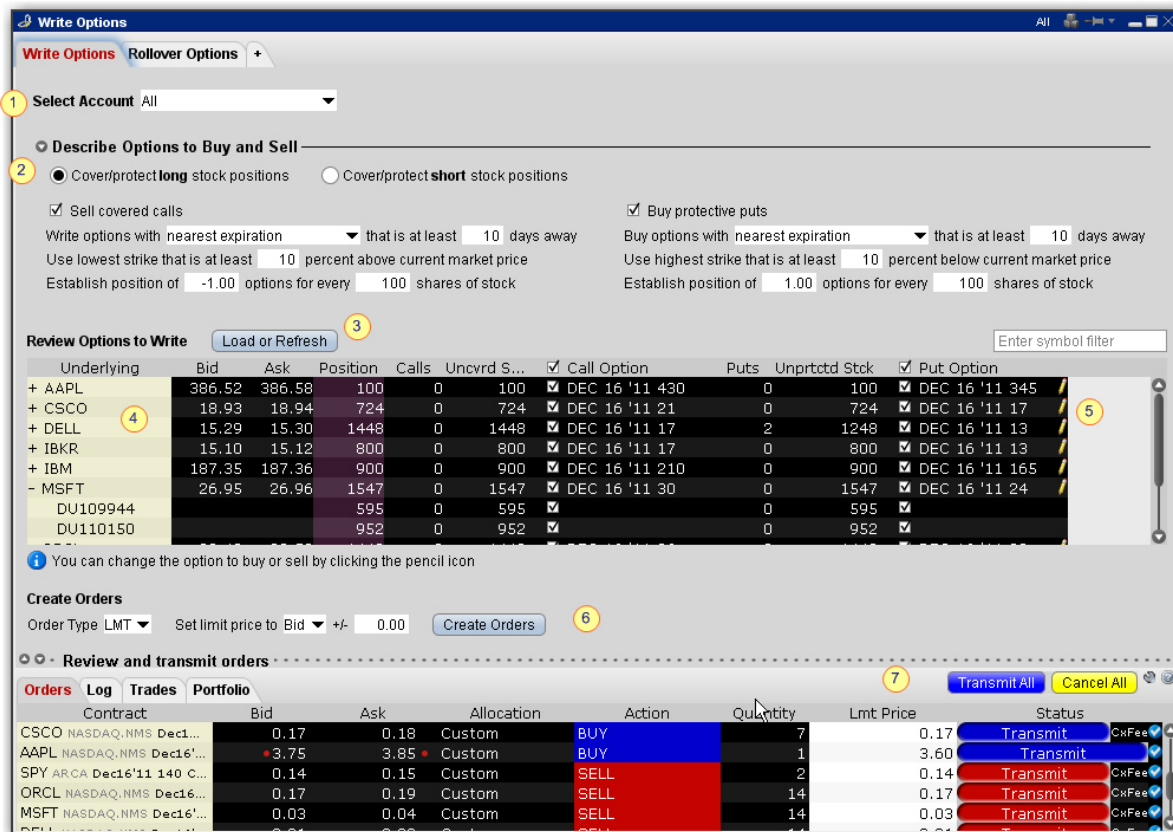 Write Options All
Write Options Rollover Options +
1 Select Account All
Describe Options to Buy and Sell
2 Cover/protect long stock positions Cover/protect short stock positions
Sell covered calls Buy protective puts
Write options with nearest expiration that is at least 10 days away Buy options with nearest expiration that is at least 10 days away
Use lowest strike that is at least 10 percent above current market price Use highest strike that is at least 10 percent below current market price
Establish position of -1.00 options for every 100 shares of stock Establish position of 1.00 options for every 100 shares of stock
Review Options to Write Load or Refresh 3 Enter symbol filter
Underlying Bid Ask Position Calls Uncvrd S... Call Option Puts Unprtctd Stck Put Option
+ AAPL 386.52 386.58 100 0 100 DEC 16 '11 430 0 100 DEC 16 '11 345
+ CSCO 4 18.93 18.94 724 0 724 DEC 16 '11 21 0 724 DEC 16 '11 17 5
+ DELL 15.29 15.30 1448 0 1448 DEC 16 '11 17 2 1248 DEC 16 '11 13
+ IBKR 15.10 15.12 800 0 800 DEC 16 '11 17 0 800 DEC 16 '11 13
+ IBM 187.35 187.36 900 0 900 DEC 16 '11 210 0 900 DEC 16 '11 165
- MSFT 26.95 26.96 1547 0 1547 DEC 16 '11 30 0 1547 DEC 16 '11 24
DU109944 595 0 595 0 595
DU110150 952 0 952 0 952
You can change the option to buy or sell by clicking the pencil icon
Create Orders
Order Type LMT Set limit price to Bid +/- 0.00 Create Orders 6
Review and transmit orders
Orders Log Trades Portfolio 7 Transmit All Cancel All
Contract Bid Ask Allocation Action Quantity Lmt Price Status
CSCO NASDAQ.NMS Dec1... 0.17 0.18 Custom BUY 7 0.17 Transmit CxFee
AAPL NASDAQ.NMS Dec16'... 3.75 3.85 Custom BUY 1 3.60 Transmit
SPY ARCA Dec16'11 140 C... 0.14 0.15 Custom SELL 2 0.14 Transmit CxFee
ORCL NASDAQ.NMS Dec16... 0.17 0.19 Custom SELL 14 0.17 Transmit CxFee
MSFT NASDAQ.NMS Dec16'... 0.03 0.04 Custom SELL 14 0.03 Transmit CxFee